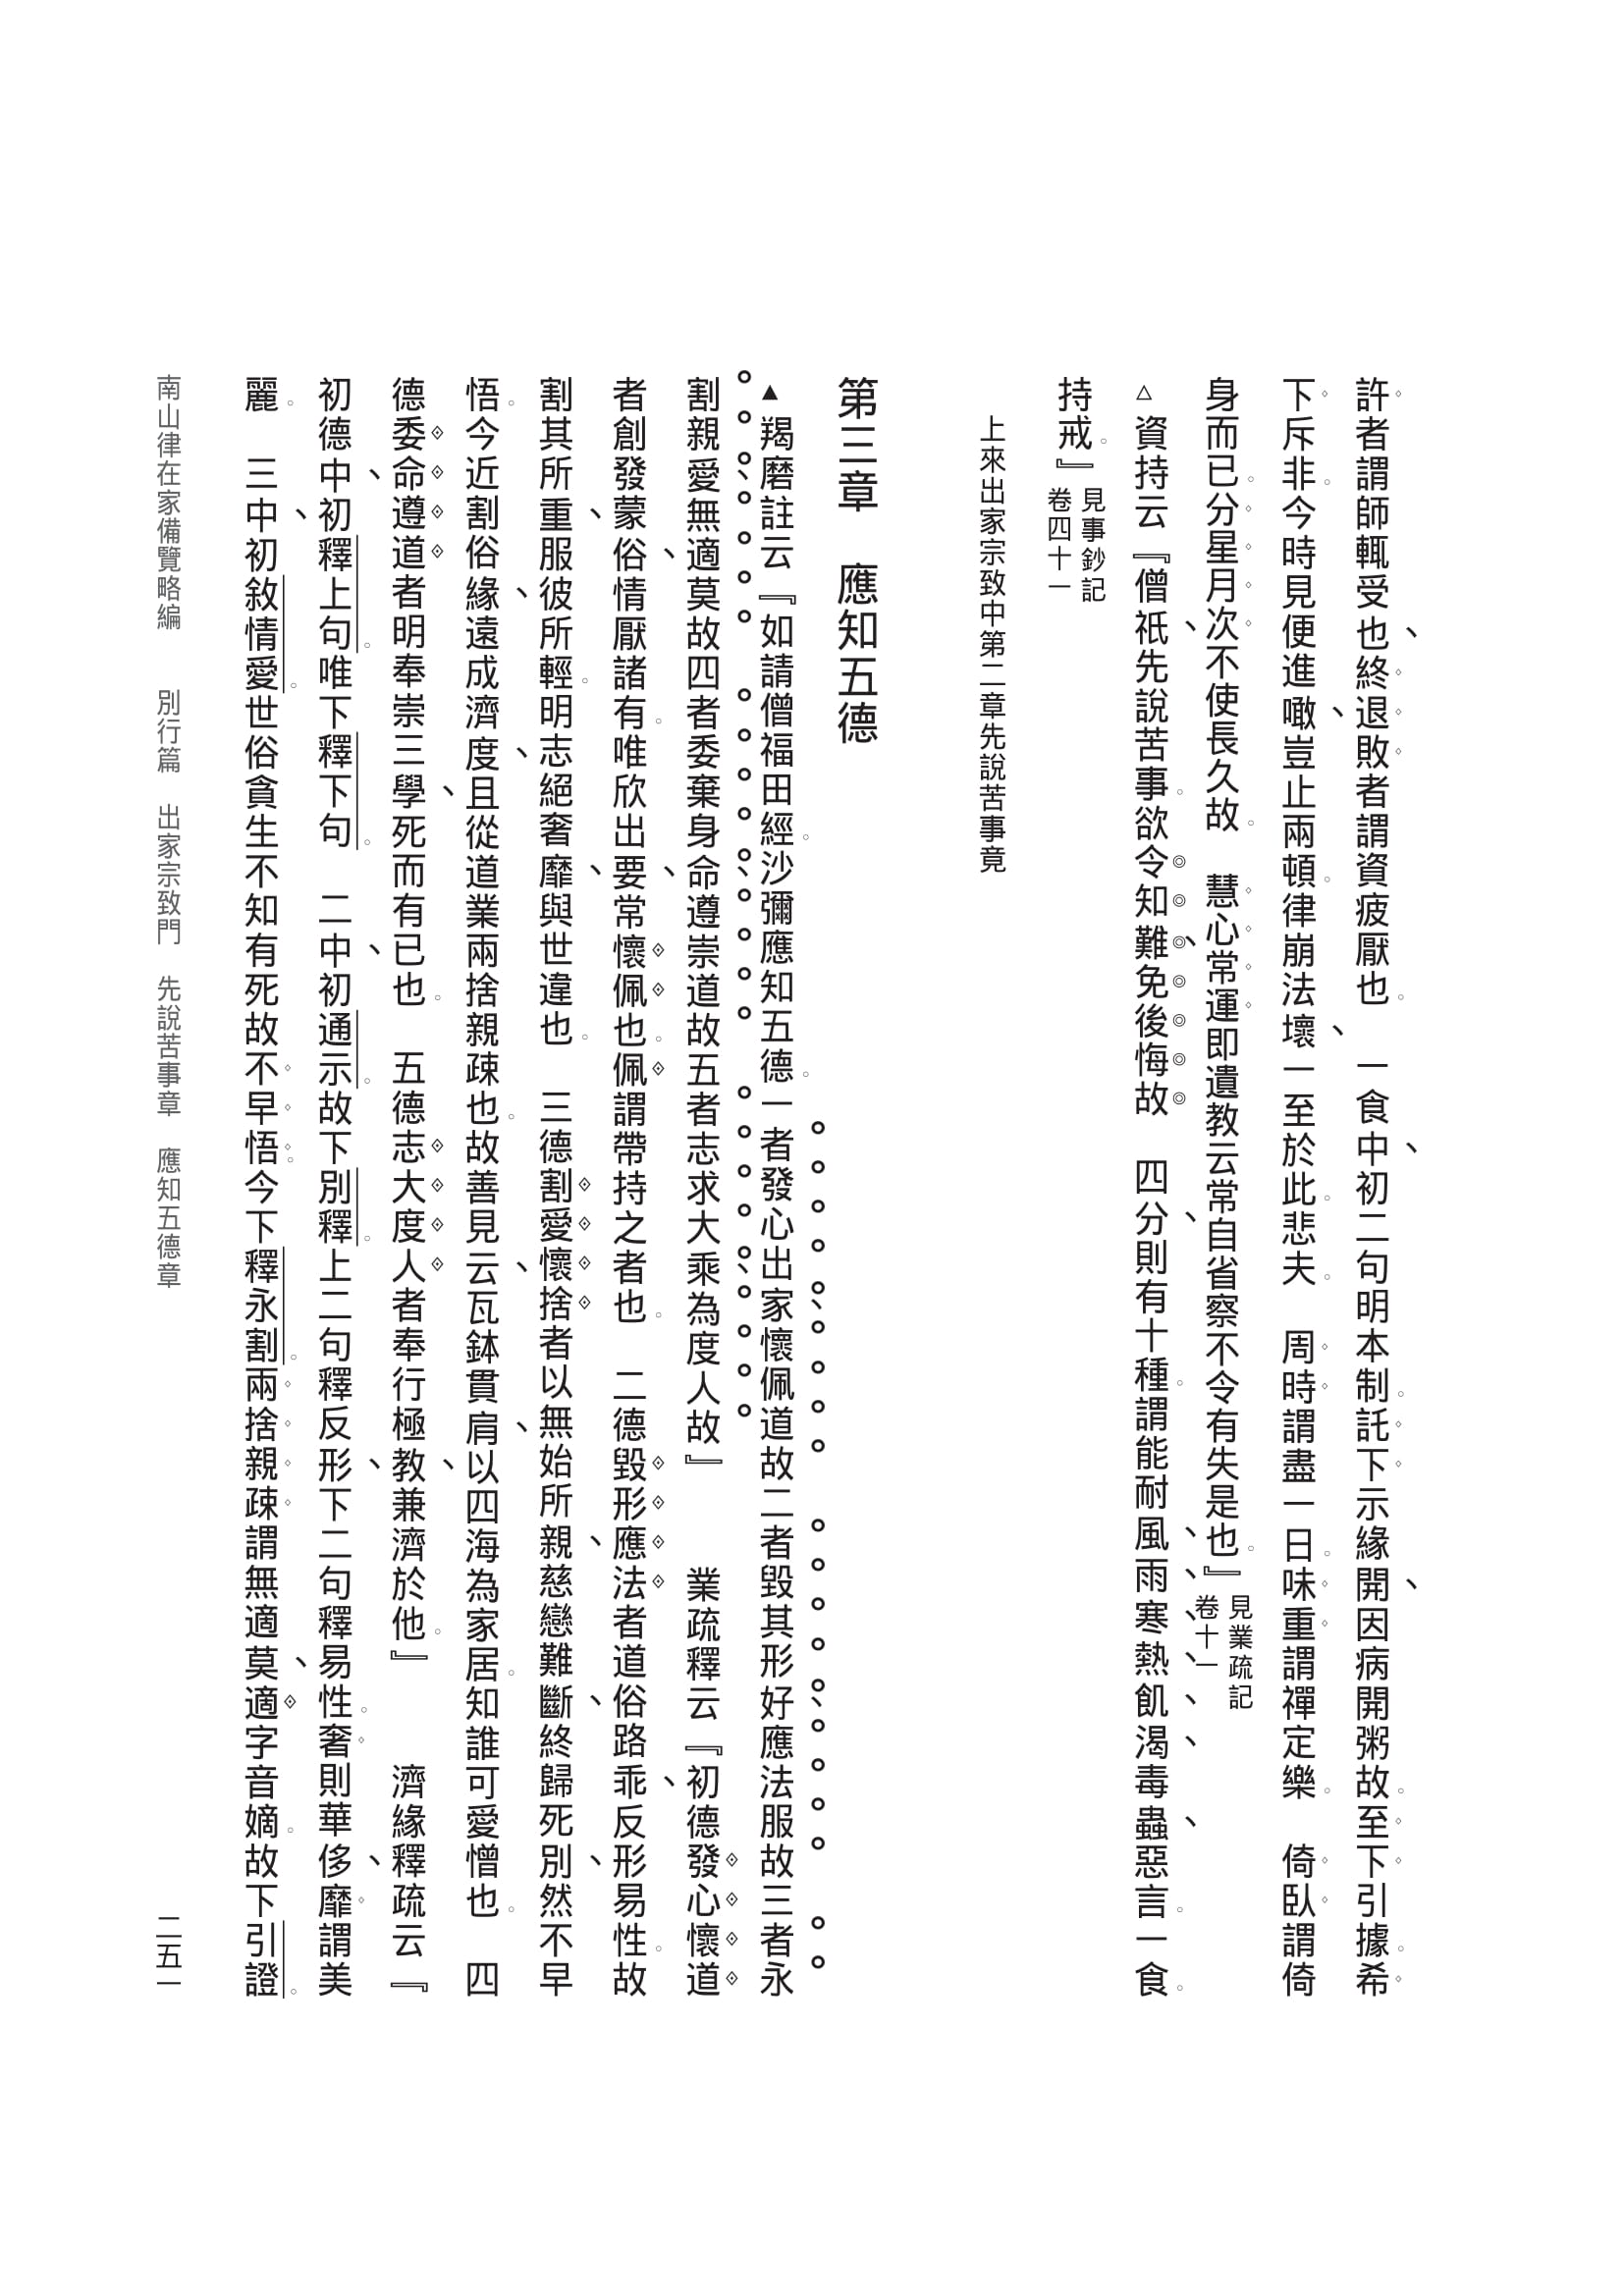 許者謂師輒受也終退敗者謂資疲厭也。　一食中初二句明本制。託下示緣開因病開粥故。至下引據。希
下斥非。今時見便進噉豈止兩頓。律崩法壞一至於此。悲夫。　周時謂盡一日。味重謂禪定樂。　倚臥謂倚
身而已。分星月次不使長久故。　慧心常運即遺教云常自省察不令有失是也。』見業疏記卷十一
△資持云『僧祇先說苦事。欲令知難免後悔故　四分則有十種。謂能耐風雨寒熱飢渴毒蟲惡言。一食。
持戒。』見事鈔記卷四十一
上來出家宗致中第二章先說苦事竟
第三章　應知五德
▲羯磨註云『如請僧福田經。沙彌應知五德。一者發心出家懷佩道故二者毀其形好應法服故三者永
割親愛無適莫故四者委棄身命遵崇道故五者志求大乘為度人故』　業疏釋云『初德發心懷道
者創發蒙俗情厭諸有。唯欣出要常懷佩也。佩謂帶持之者也。　二德毀形應法者道俗路乖反形易性。故
割其所重服彼所輕。明志絕奢靡與世違也。　三德割愛懷捨者以無始所親慈戀難斷終歸死別然不早
悟。今近割俗緣遠成濟度且從道業兩捨親疎也。故善見云瓦鉢貫肩以四海為家居。知誰可愛憎也。　四
德委命遵道者明奉崇三學死而有已也。　五德志大度人者奉行極教兼濟於他。』　濟緣釋疏云『
初德中初釋上句。唯下釋下句。　二中初通示。故下別釋。上二句釋反形下二句釋易性。奢則華侈靡謂美
麗。　三中初敘情愛。世俗貪生不知有死故不早悟。今下釋永割。兩捨親疎謂無適莫適字音嫡。故下引證。
南山律在家備覽略編　別行篇　出家宗致門　先說苦事章　應知五德章
二五一